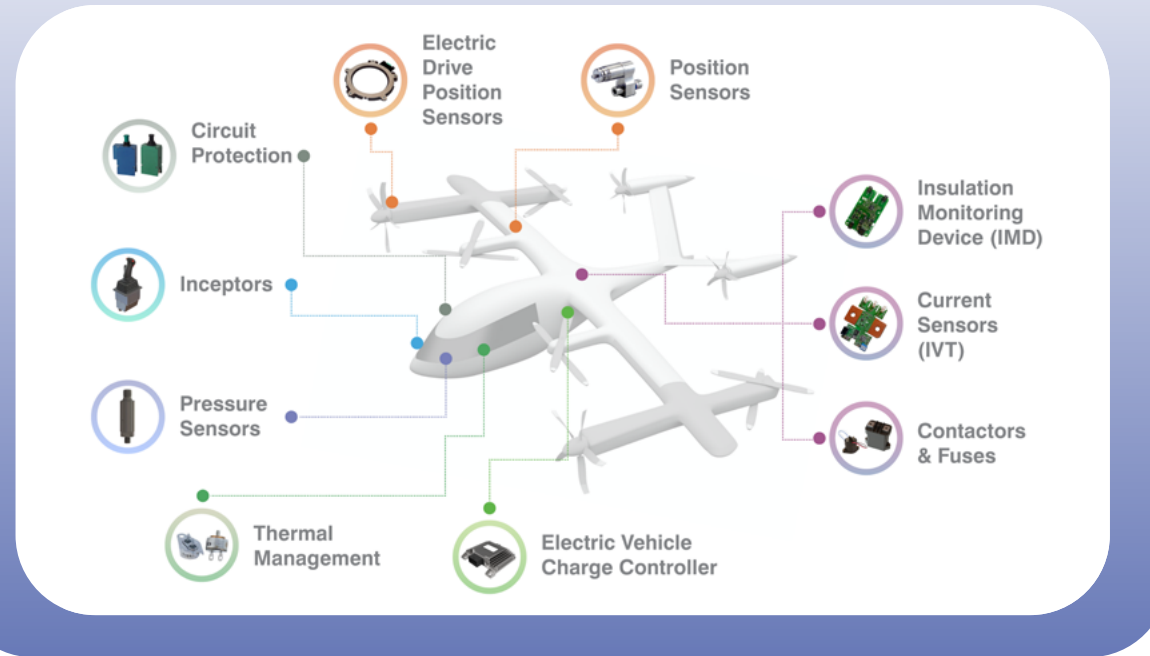 Electric
Drive
Position
Sensors
Position
Sensors
Circuit
Protection
Insulation
Monitoring
Device (IMD)
Inceptors
Current
Sensors
(IVT)
Pressure
Sensors
Contactors
& Fuses
Thermal
Management
Electric Vehicle
Charge Controller